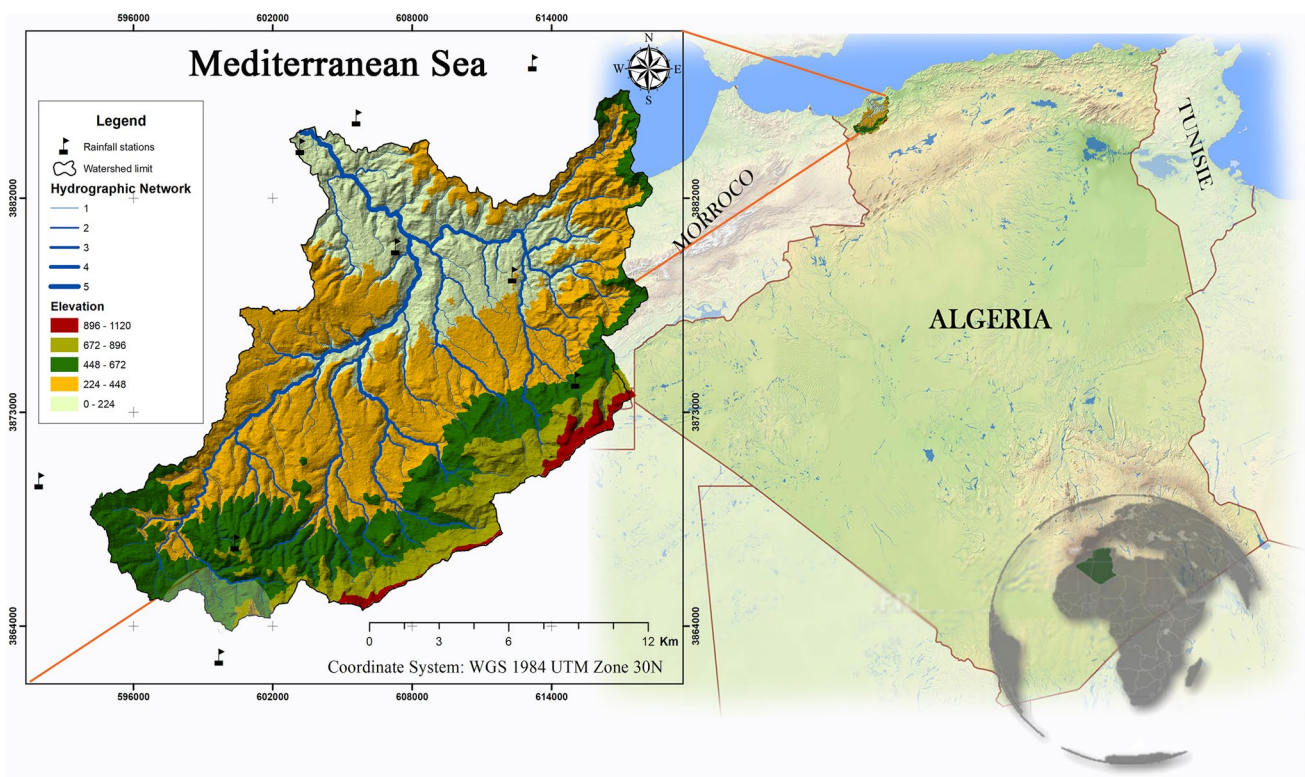 596000
602000
608000
614000
Mediterranean Sea
N
W
E
S
Legend
Rainfall stations
Watershed limit
Hydrographic Network
1
2
3
4
5
Elevation
896 - 1120
672 - 896
448 - 672
224 - 448
0 - 224
3882000
3882000
3873000
3873000
3864000
3864000
0
3
6
12 Km
Coordinate System: WGS 1984 UTM Zone 30N
596000
602000
608000
614000
MORROCO
ALGERIA
TUNISIE